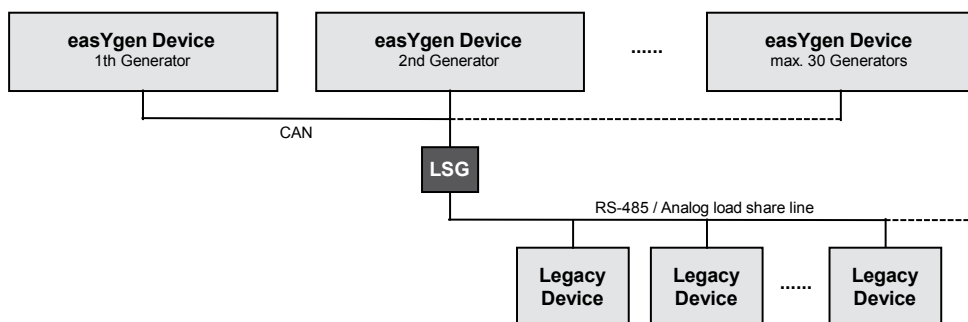 easYgen Device
1th Generator
easYgen Device
2nd Generator
......
easYgen Device
max. 30 Generators
CAN
LSG
RS-485 / Analog load share line
Legacy
Device
Legacy
Device
......
Legacy
Device